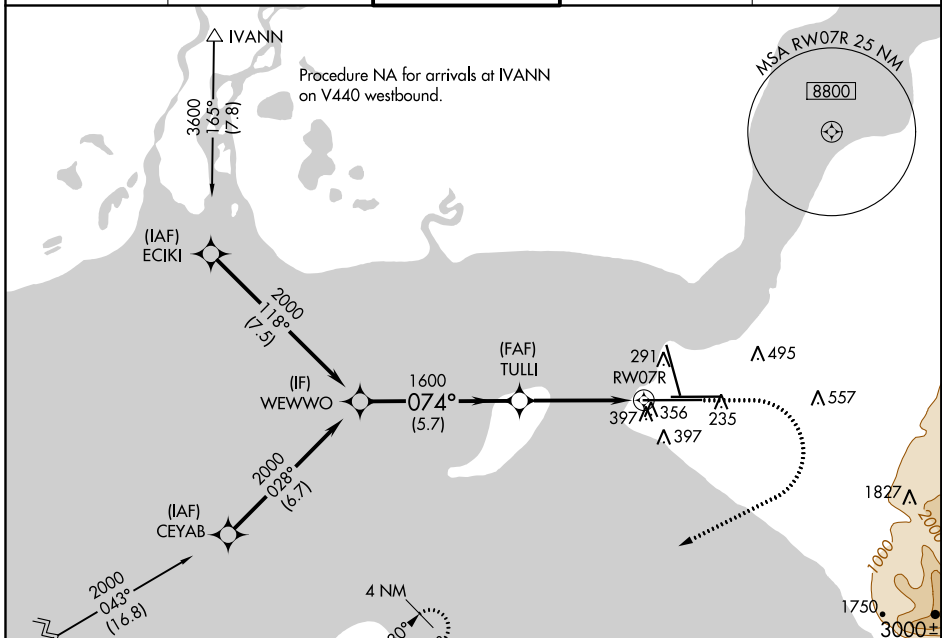 IVANN
Procedure NA for arrivals at IVANN
on V440 westbound.
MSA RW07R 25 NM
8800
3600
165°
(7.8)
(IAF)
ECIKI
2000
118°
(7.5)
(IF)
WEWWO
1600
074°
(5.7)
(FAF)
TULLI
291
RW07R
397
356
235
397
495
557
2000
028°
(6.7)
(IAF)
CEYAB
2000
043°
(16.8)
4 NM
1827
1000
2000
1750
3000±